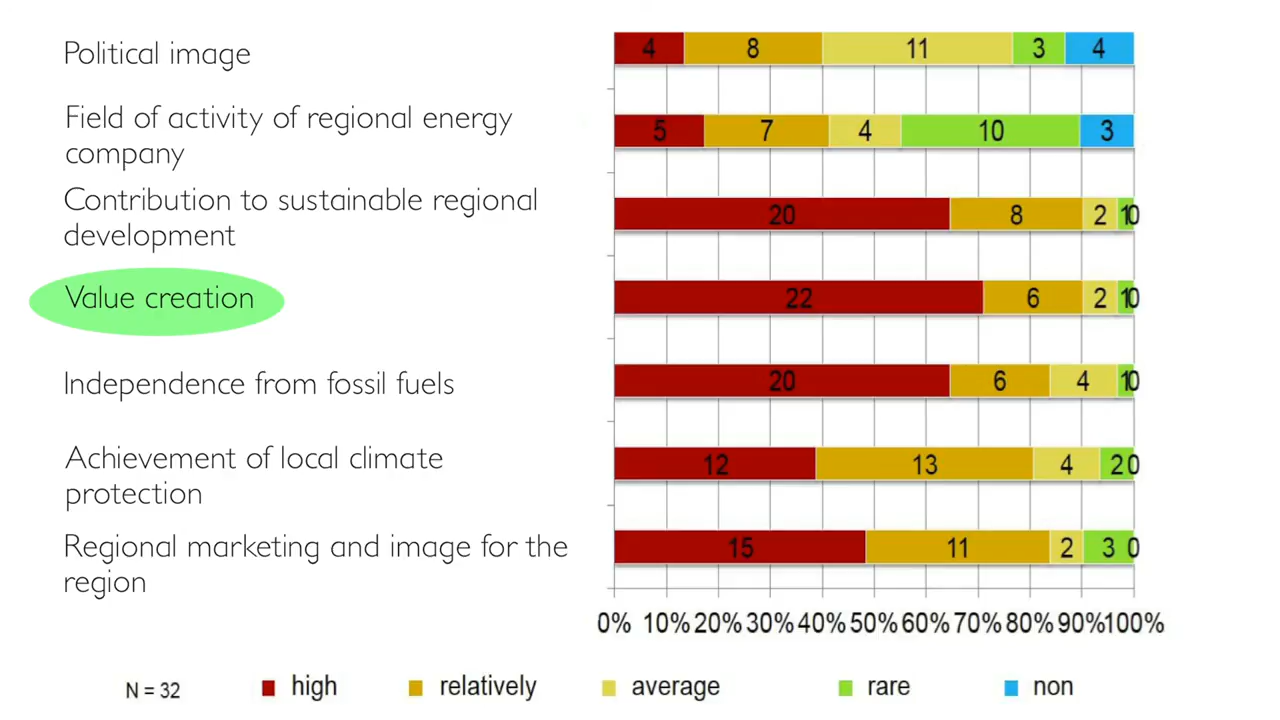 Political image
4 8 11 3 4
Field of activity of regional energy
company
5 7 4 10 3
Contribution to sustainable regional
development
20 8 2 1 0
Value creation
22 6 2 1 0
Independence from fossil fuels
20 6 4 1 0
Achievement of local climate
protection
12 13 4 2 0
Regional marketing and image for the
region
15 11 2 3 0
0% 10% 20% 30% 40% 50% 60% 70% 80% 90% 100%
N = 32 high relatively average rare non